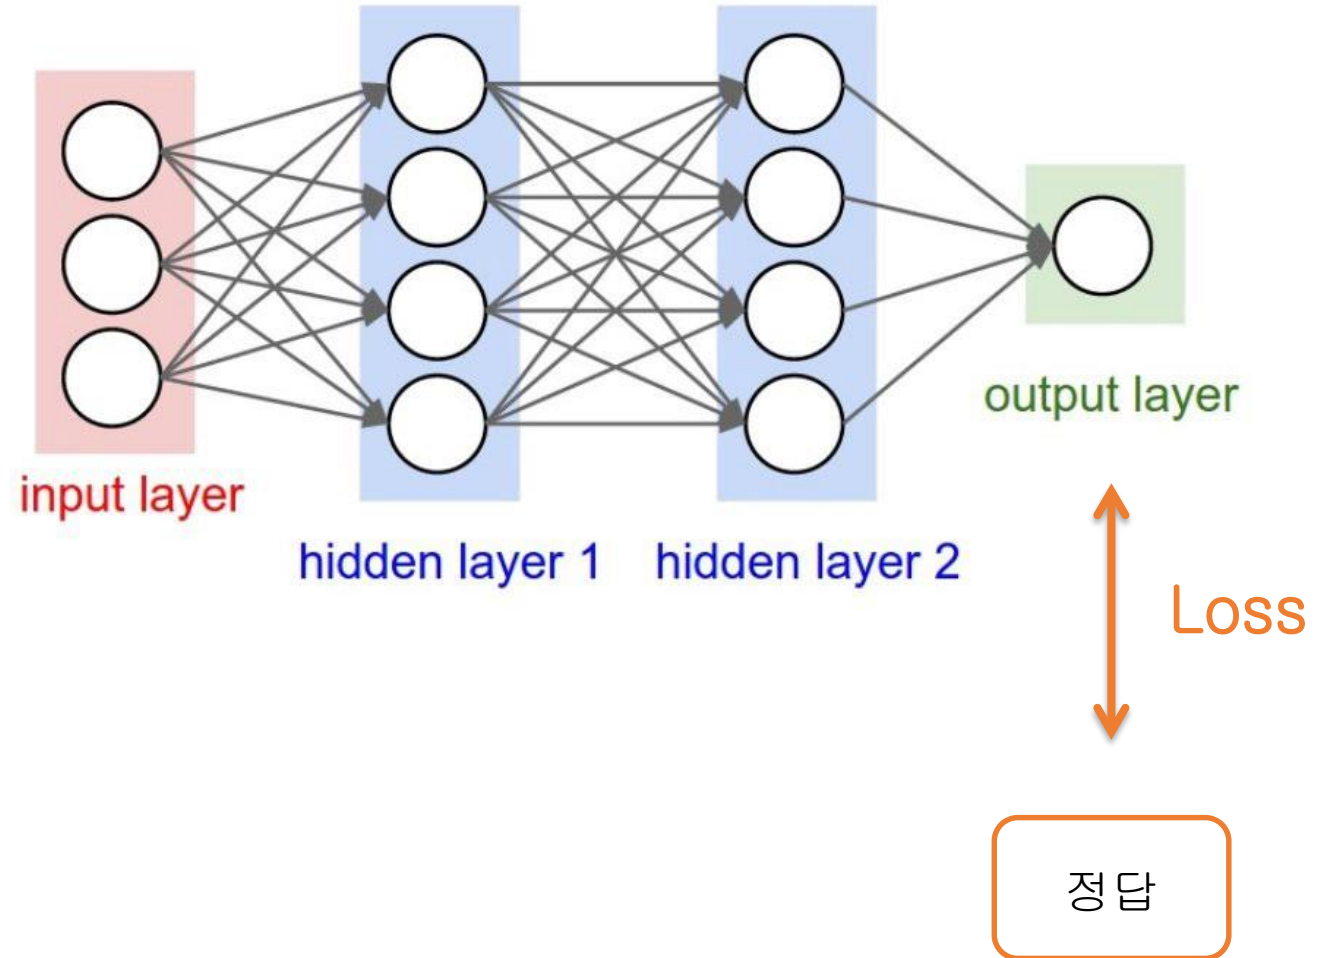 input layer
hidden layer 1
hidden layer 2
output layer
Loss
정답